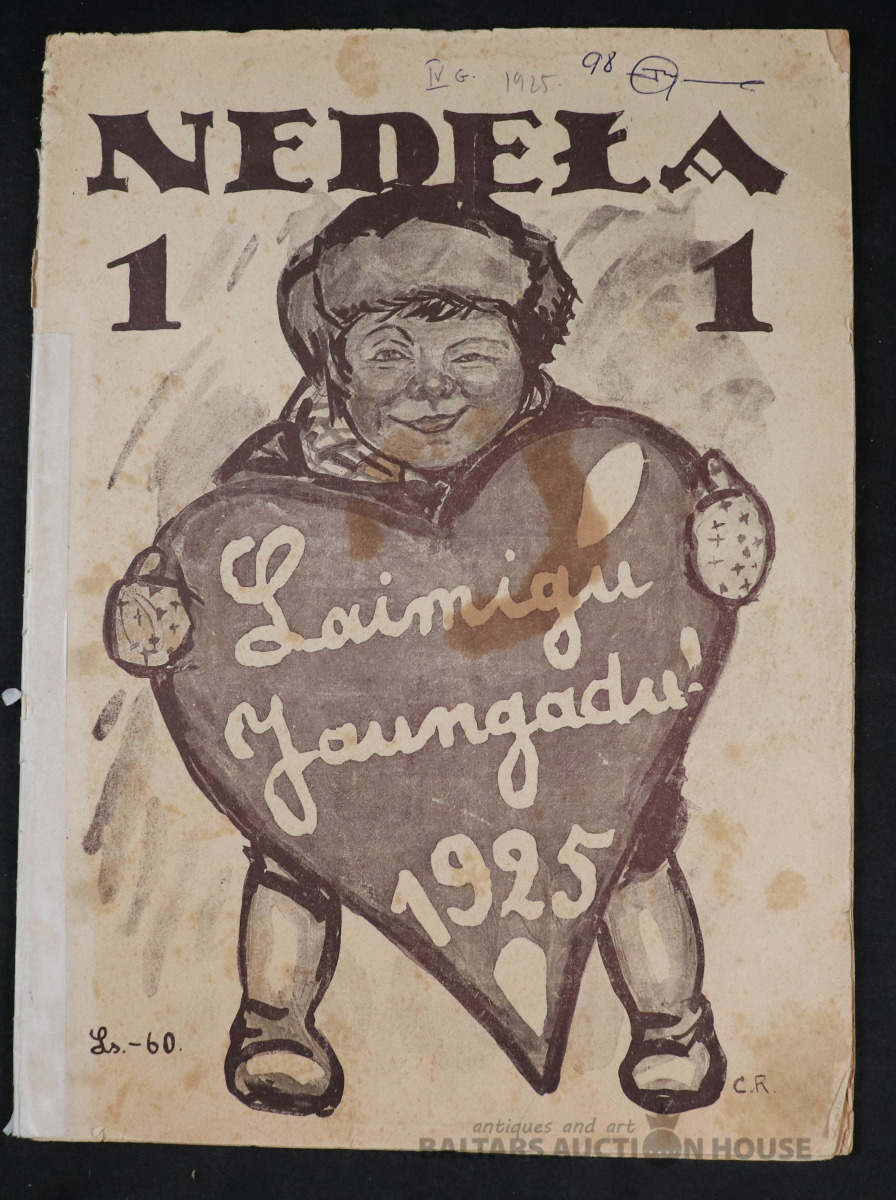 IV G. 1925. 98
NEDEŁA
1 1
Laimigu
Jaungadu!
1925
Ls.-60.
C.R.
antiques and art
BALTARS AUCTION HOUSE